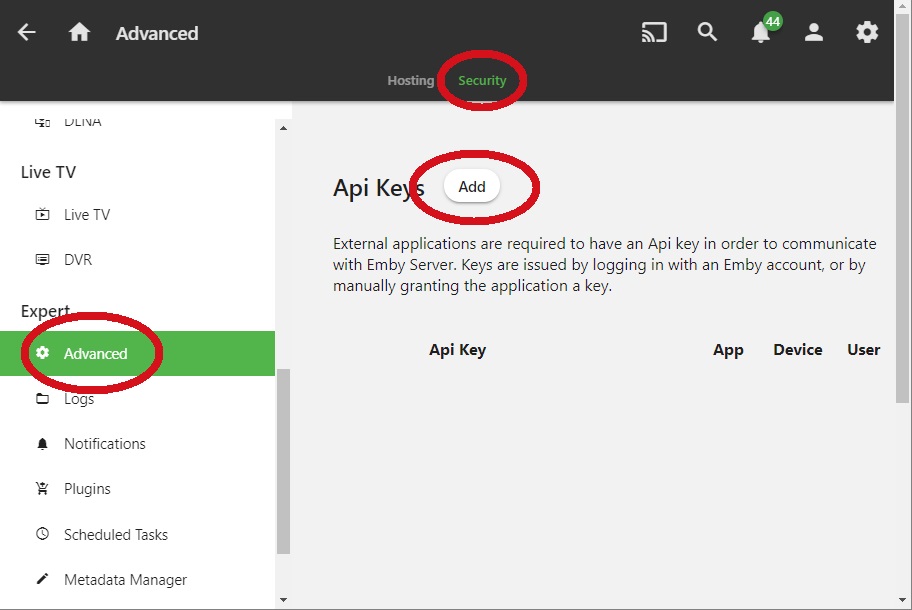 Advanced
44
Hosting
Security
DLNA
Live TV
Live TV
DVR
Expert
Advanced
Logs
Notifications
Plugins
Scheduled Tasks
Metadata Manager
Api Keys
Add
External applications are required to have an Api key in order to communicate
with Emby Server. Keys are issued by logging in with an Emby account, or by
manually granting the application a key.
Api Key App Device User